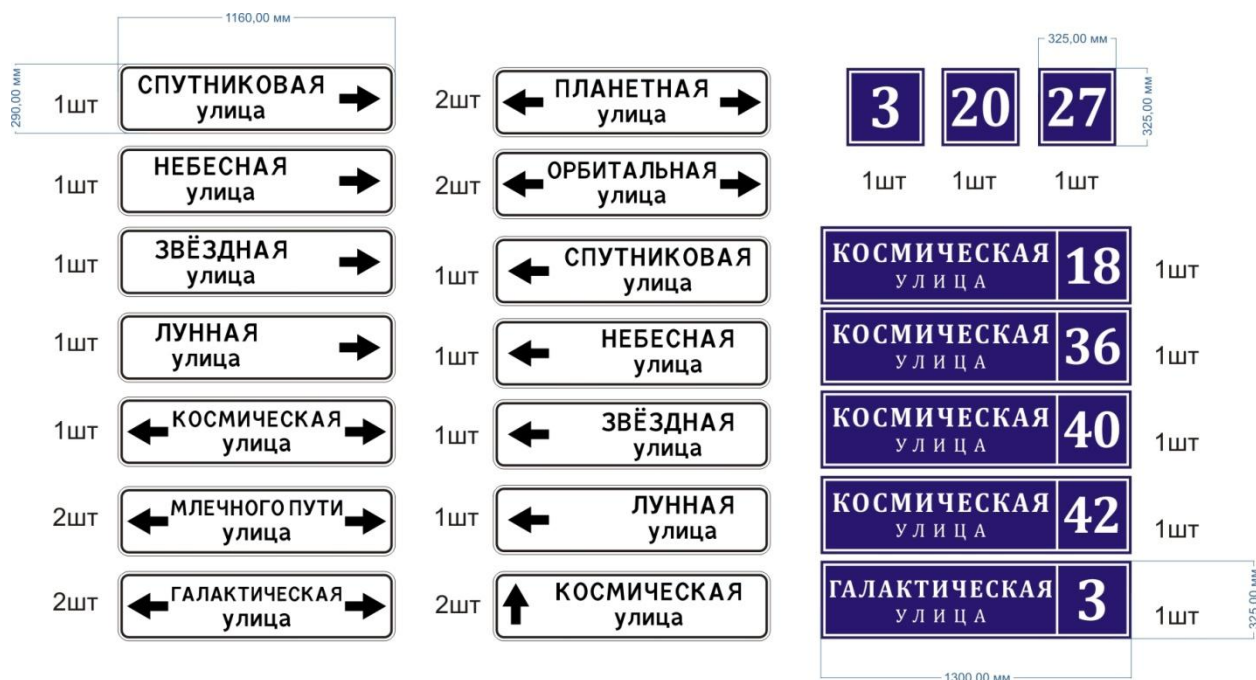 1160,00 мм
290,00 мм
1шт
СПУТНИКОВАЯ
улица
1шт
НЕБЕСНАЯ
улица
1шт
ЗВЁЗДНАЯ
улица
1шт
ЛУННАЯ
улица
1шт
КОСМИЧЕСКАЯ
улица
2шт
МЛЕЧНОГО ПУТИ
улица
2шт
ГАЛАКТИЧЕСКАЯ
улица
2шт
ПЛАНЕТНАЯ
улица
2шт
ОРБИТАЛЬНАЯ
улица
1шт
СПУТНИКОВАЯ
улица
1шт
НЕБЕСНАЯ
улица
1шт
ЗВЁЗДНАЯ
улица
1шт
ЛУННАЯ
улица
2шт
КОСМИЧЕСКАЯ
улица
325,00 мм
3 20 27
325,00 мм
1шт 1шт 1шт
КОСМИЧЕСКАЯ
УЛИЦА
18
1шт
КОСМИЧЕСКАЯ
УЛИЦА
36
1шт
КОСМИЧЕСКАЯ
УЛИЦА
40
1шт
КОСМИЧЕСКАЯ
УЛИЦА
42
1шт
ГАЛАКТИЧЕСКАЯ
УЛИЦА
3
1шт
325,00 мм
1300,00 мм